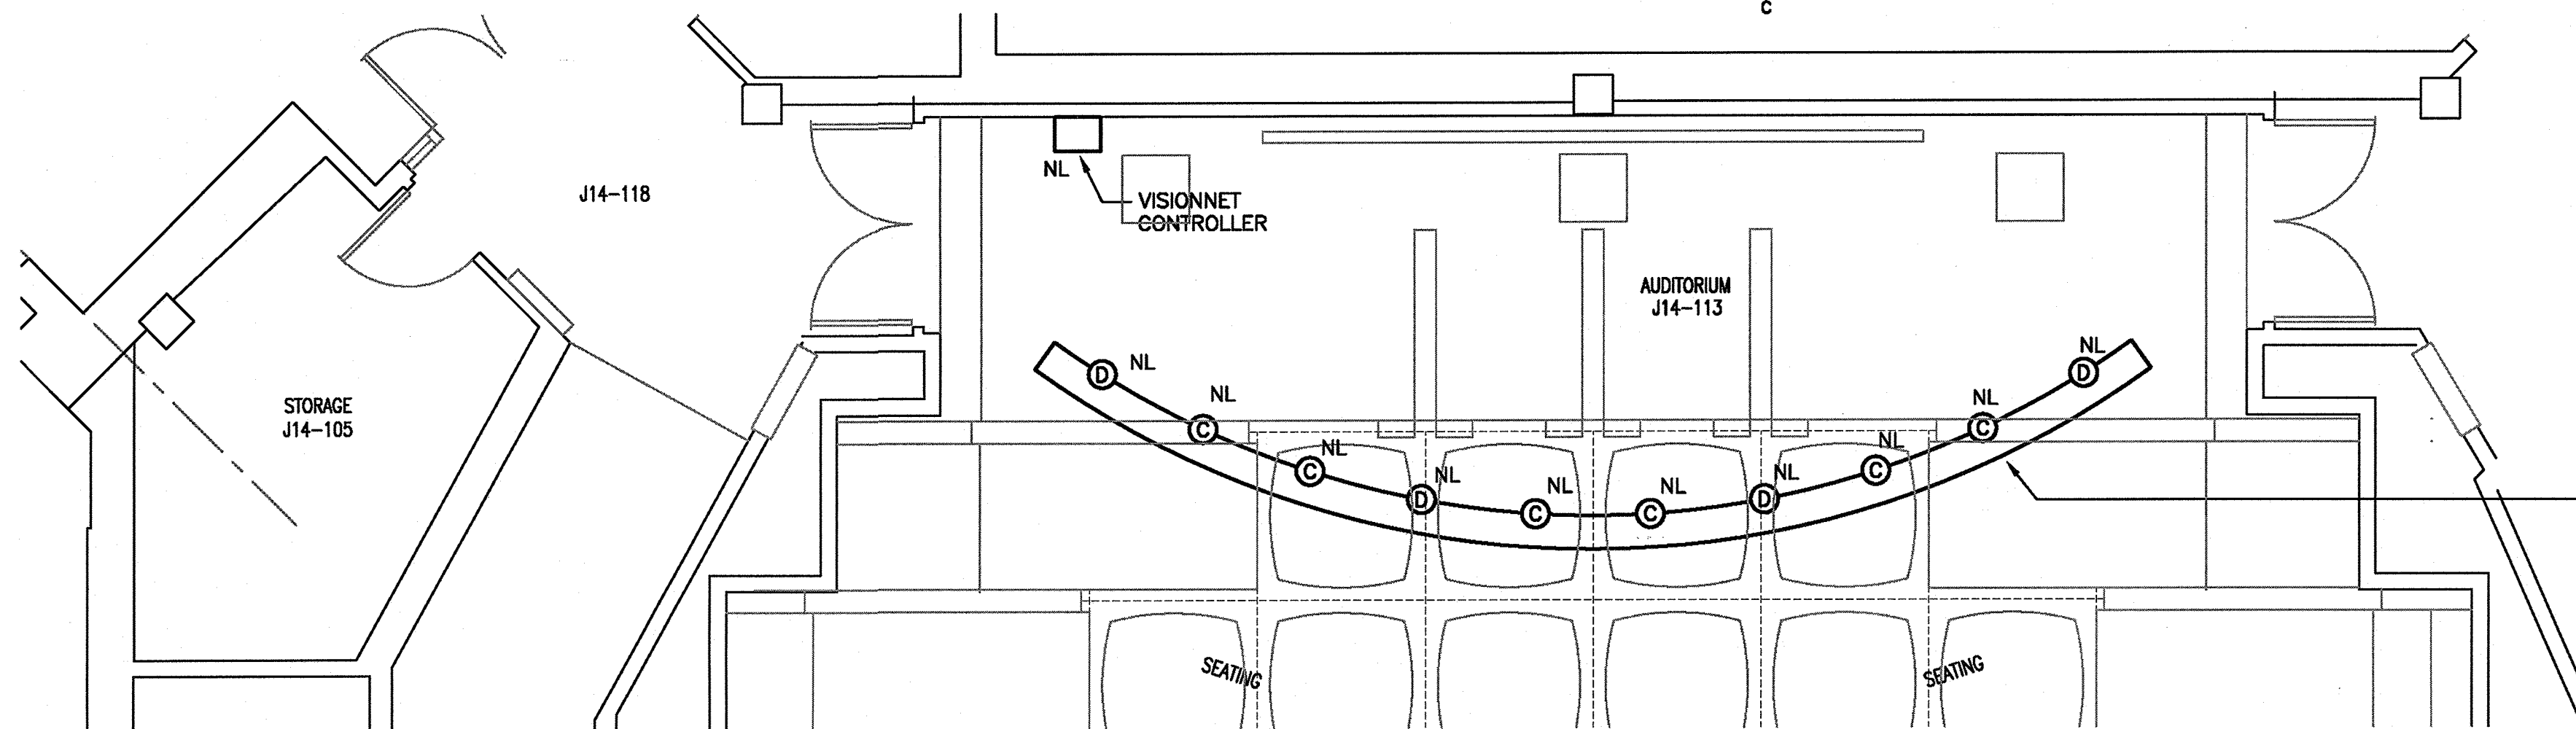 C
NL
J14-118
VISIONNET
CONTROLLER
AUDITORIUM
J14-113
NL
NL
D
NL
D
NL
STORAGE
J14-105
C
C
NL
NL
C
NL
NL
C
D
NL
NL
D
C
C
SEATING
SEATING